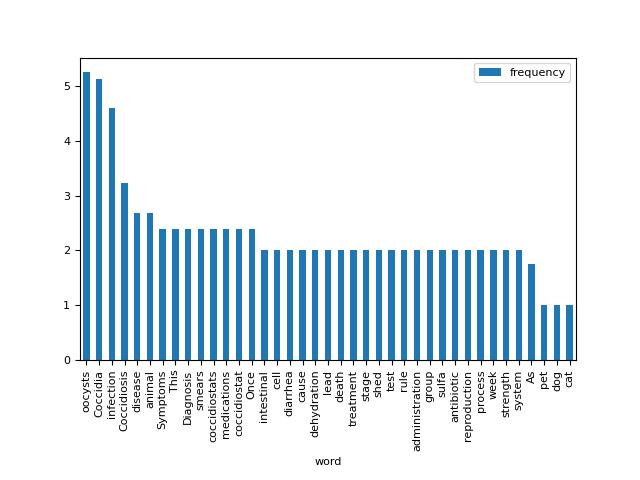 frequency
5
4
3
2
1
0
oocysts
Coccidia
infection
Coccidiosis
disease
animal
Symptoms
This
Diagnosis
smears
coccidiostats
medications
coccidiostat
Once
intestinal
cell
diarrhea
cause
dehydration
lead
death
treatment
stage
shed
test
rule
administration
group
sulfa
antibiotic
reproduction
process
week
strength
system
As
pet
dog
cat
word